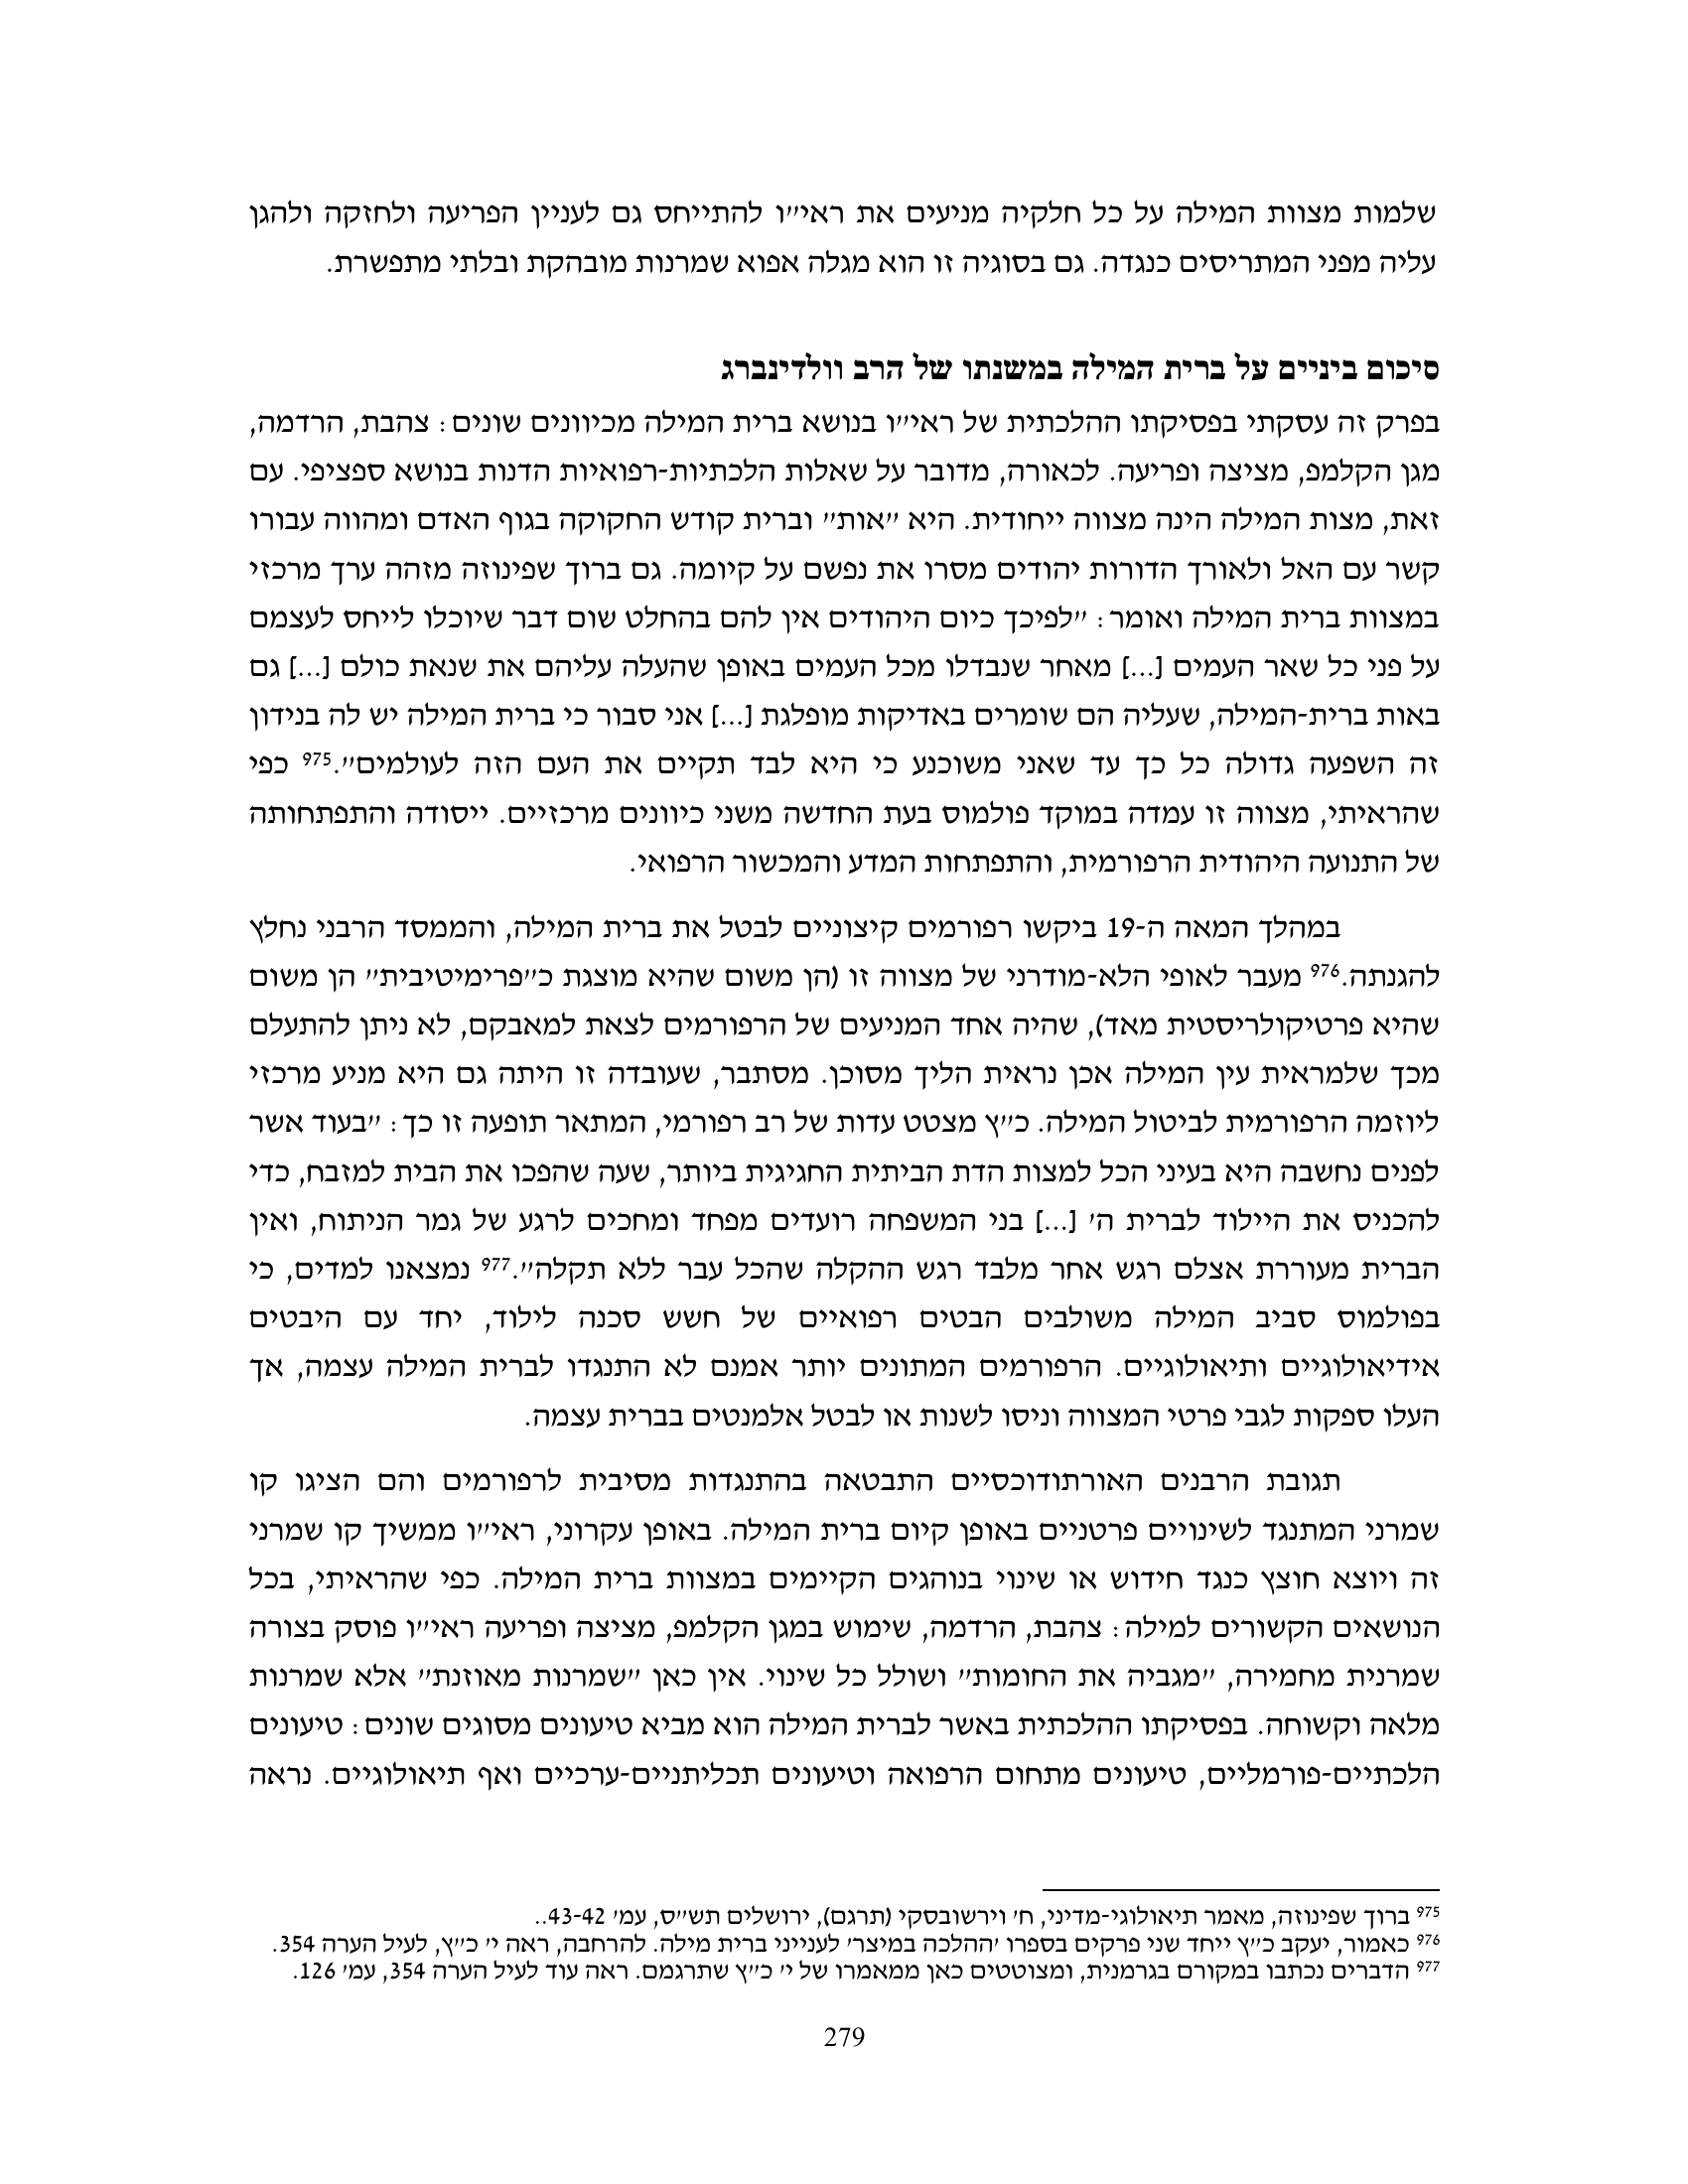 שלמות מצוות המילה על כל חלקיה מניעים את ראי״ו להתייחס גם לעניין הפריעה ולחזקה ולהגן
עליה מפני המתריסים כנגדה. גם בסוגיה זו הוא מגלה אפוא שמרנות מובהקת ובלתי מתפשרת.
סיכום ביניים על ברית המילה במשנתו של הרב וולדינברג
בפרק זה עסקתי בפסיקתו ההלכתית של ראי״ו בנושא ברית המילה מכיוונים שונים: צהבת, הרדמה,
מגן הקלמפ, מציצה ופריעה. לכאורה, מדובר על שאלות הלכתיות-רפואיות הדנות בנושא ספציפי. עם
זאת, מצות המילה הינה מצווה ייחודית. היא ״אות״ וברית קודש החקוקה בגוף האדם ומהווה עבורו
קשר עם האל ולאורך הדורות יהודים מסרו את נפשם על קיומה. גם ברוך שפינוזה מזהה ערך מרכזי
במצוות ברית המילה ואומר: ״לפיכך כיום היהודים אין להם בהחלט שום דבר שיוכלו לייחס לעצמם
על פני כל שאר העמים [...] מאחר שנבדלו מכל העמים באופן שהעלה עליהם את שנאת כולם [...] גם
באות ברית-המילה, שעליה הם שומרים באדיקות מופלגת [...] אני סבור כי ברית המילה יש לה בנידון
זה השפעה גדולה כל כך עד שאני משוכנע כי היא לבד תקיים את העם הזה לעולמים״.975 כפי
שהראיתי, מצווה זו עמדה במוקד פולמוס בעת החדשה משני כיוונים מרכזיים. ייסודה והתפתחותה
של התנועה היהודית הרפורמית, והתפתחות המדע והמכשור הרפואי.
במהלך המאה ה-19 ביקשו רפורמים קיצוניים לבטל את ברית המילה, והממסד הרבני נחלץ
להגנתה.976 מעבר לאופי הלא-מודרני של מצווה זו (הן משום שהיא מוצגת כ״פרימיטיבית״ הן משום
שהיא פרטיקולריסטית מאד), שהיה אחד המניעים של הרפורמים לצאת למאבקם, לא ניתן להתעלם
מכך שלמראית עין המילה אכן נראית הליך מסוכן. מסתבר, שעובדה זו היתה גם היא מניע מרכזי
ליוזמה הרפורמית לביטול המילה. כ״ץ מצטט עדות של רב רפורמי, המתאר תופעה זו כך: ״בעוד אשר
לפנים נחשבה היא בעיני הכל למצות הדת הביתית החגיגית ביותר, שעה שהפכו את הבית למזבח, כדי
להכניס את היילוד לברית ה׳ [...] בני המשפחה רועדים מפחד ומחכים לרגע של גמר הניתוח, ואין
הברית מעוררת אצלם רגש אחר מלבד רגש ההקלה שהכל עבר ללא תקלה״.977 נמצאנו למדים, כי
בפולמוס סביב המילה משולבים הבטים רפואיים של חשש סכנה לילוד, יחד עם היבטים
אידיאולוגיים ותיאולוגיים. הרפורמים המתונים יותר אמנם לא התנגדו לברית המילה עצמה, אך
העלו ספקות לגבי פרטי המצווה וניסו לשנות או לבטל אלמנטים בברית עצמה.
תגובת הרבנים האורתודוכסיים התבטאה בהתנגדות מסיבית לרפורמים והם הציגו קו
שמרני המתנגד לשינויים פרטניים באופן קיום ברית המילה. באופן עקרוני, ראי״ו ממשיך קו שמרני
זה ויוצא חוצץ כנגד חידוש או שינוי בנוהגים הקיימים במצוות ברית המילה. כפי שהראיתי, בכל
הנושאים הקשורים למילה: צהבת, הרדמה, שימוש במגן הקלמפ, מציצה ופריעה ראי״ו פוסק בצורה
שמרנית מחמירה, ״מגביה את החומות״ ושולל כל שינוי. אין כאן ״שמרנות מאוזנת״ אלא שמרנות
מלאה וקשוחה. בפסיקתו ההלכתית באשר לברית המילה הוא מביא טיעונים מסוגים שונים: טיעונים
הלכתיים-פורמליים, טיעונים מתחום הרפואה וטיעונים תכליתניים-ערכיים ואף תיאולוגיים. נראה
975 ברוך שפינוזה, מאמר תיאולוגי-מדיני, ח׳ וירשובסקי (תרגם), ירושלים תש״ס, עמ׳ 43-42..
976 כאמור, יעקב כ״ץ ייחד שני פרקים בספרו ׳ההלכה במיצר׳ לענייני ברית מילה. להרחבה, ראה י׳ כ״ץ, לעיל הערה 354.
977 הדברים נכתבו במקורם בגרמנית, ומצוטטים כאן ממאמרו של י׳ כ״ץ שתרגמם. ראה עוד לעיל הערה 354, עמ׳ 126.
279